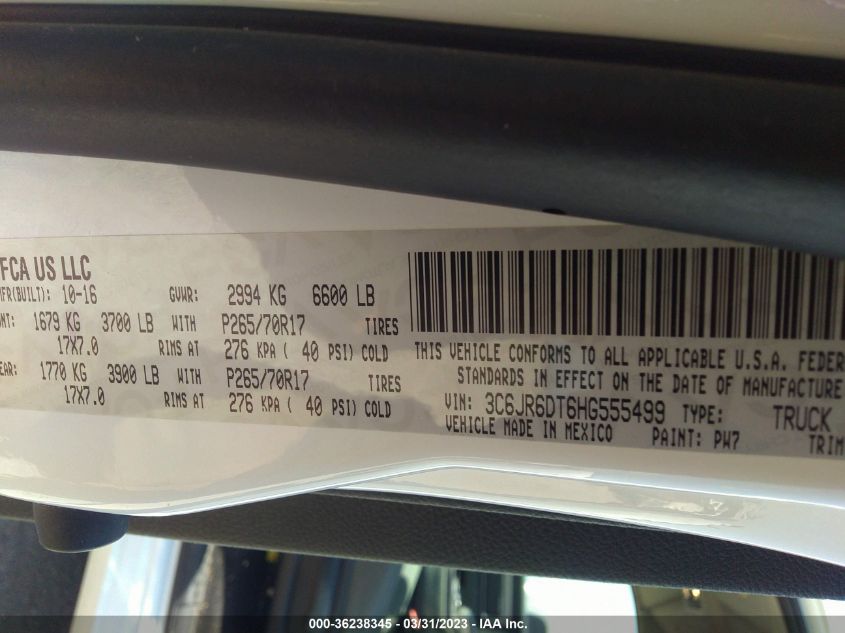 FCA US LLC
MFR(BUILT): 10-16 GVWR: 2994 KG 6600 LB
1679 KG 3700 LB WITH P265/70R17 TIRES
17X7.0 RIMS AT 276 KPA ( 40 PSI) COLD
1770 KG 3900 LB WITH P265/70R17 TIRES
17X7.0 RIMS AT 276 KPA ( 40 PSI) COLD
THIS VEHICLE CONFORMS TO ALL APPLICABLE U.S.A. FEDER
STANDARDS IN EFFECT ON THE DATE OF MANUFACTURE
VIN: 3C6JR6DT6HG555499 TYPE: TRUCK
VEHICLE MADE IN MEXICO PAINT: PW7 TRIM
000-36238345 - 03/31/2023 - IAA Inc.